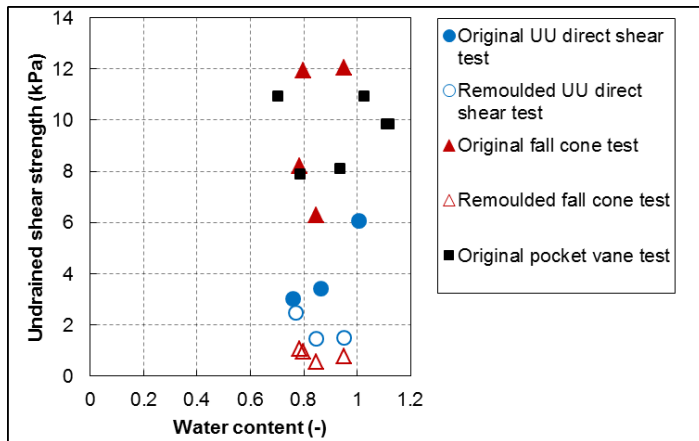 14
12
10
8
6
4
2
0
0
0.2
0.4
0.6
0.8
1
1.2
Undrained shear strength (kPa)
Water content (-)
Original UU direct shear
test
Remoulded UU direct
shear test
Original fall cone test
Remoulded fall cone test
Original pocket vane test